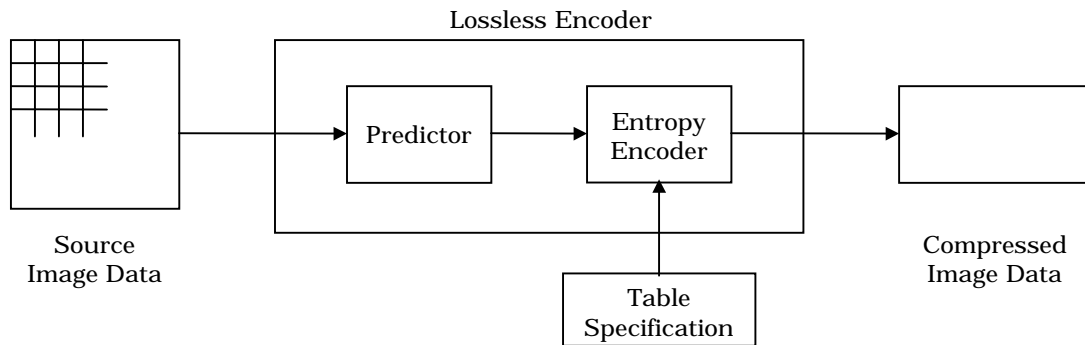 Lossless Encoder
Predictor
Entropy
Encoder
Source
Image Data
Compressed
Image Data
Table
Specification